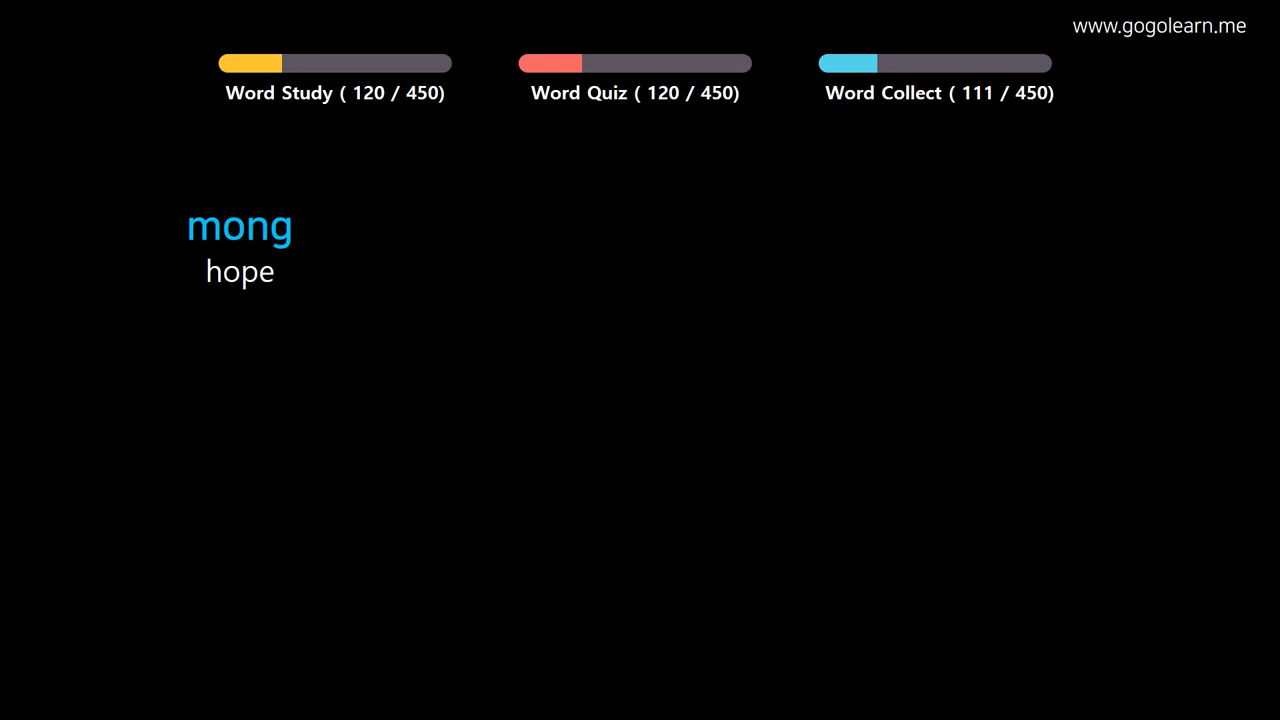 www.gogolearn.me
Word Study ( 120 / 450)
Word Quiz ( 120 / 450)
Word Collect ( 111 / 450)
mong
hope